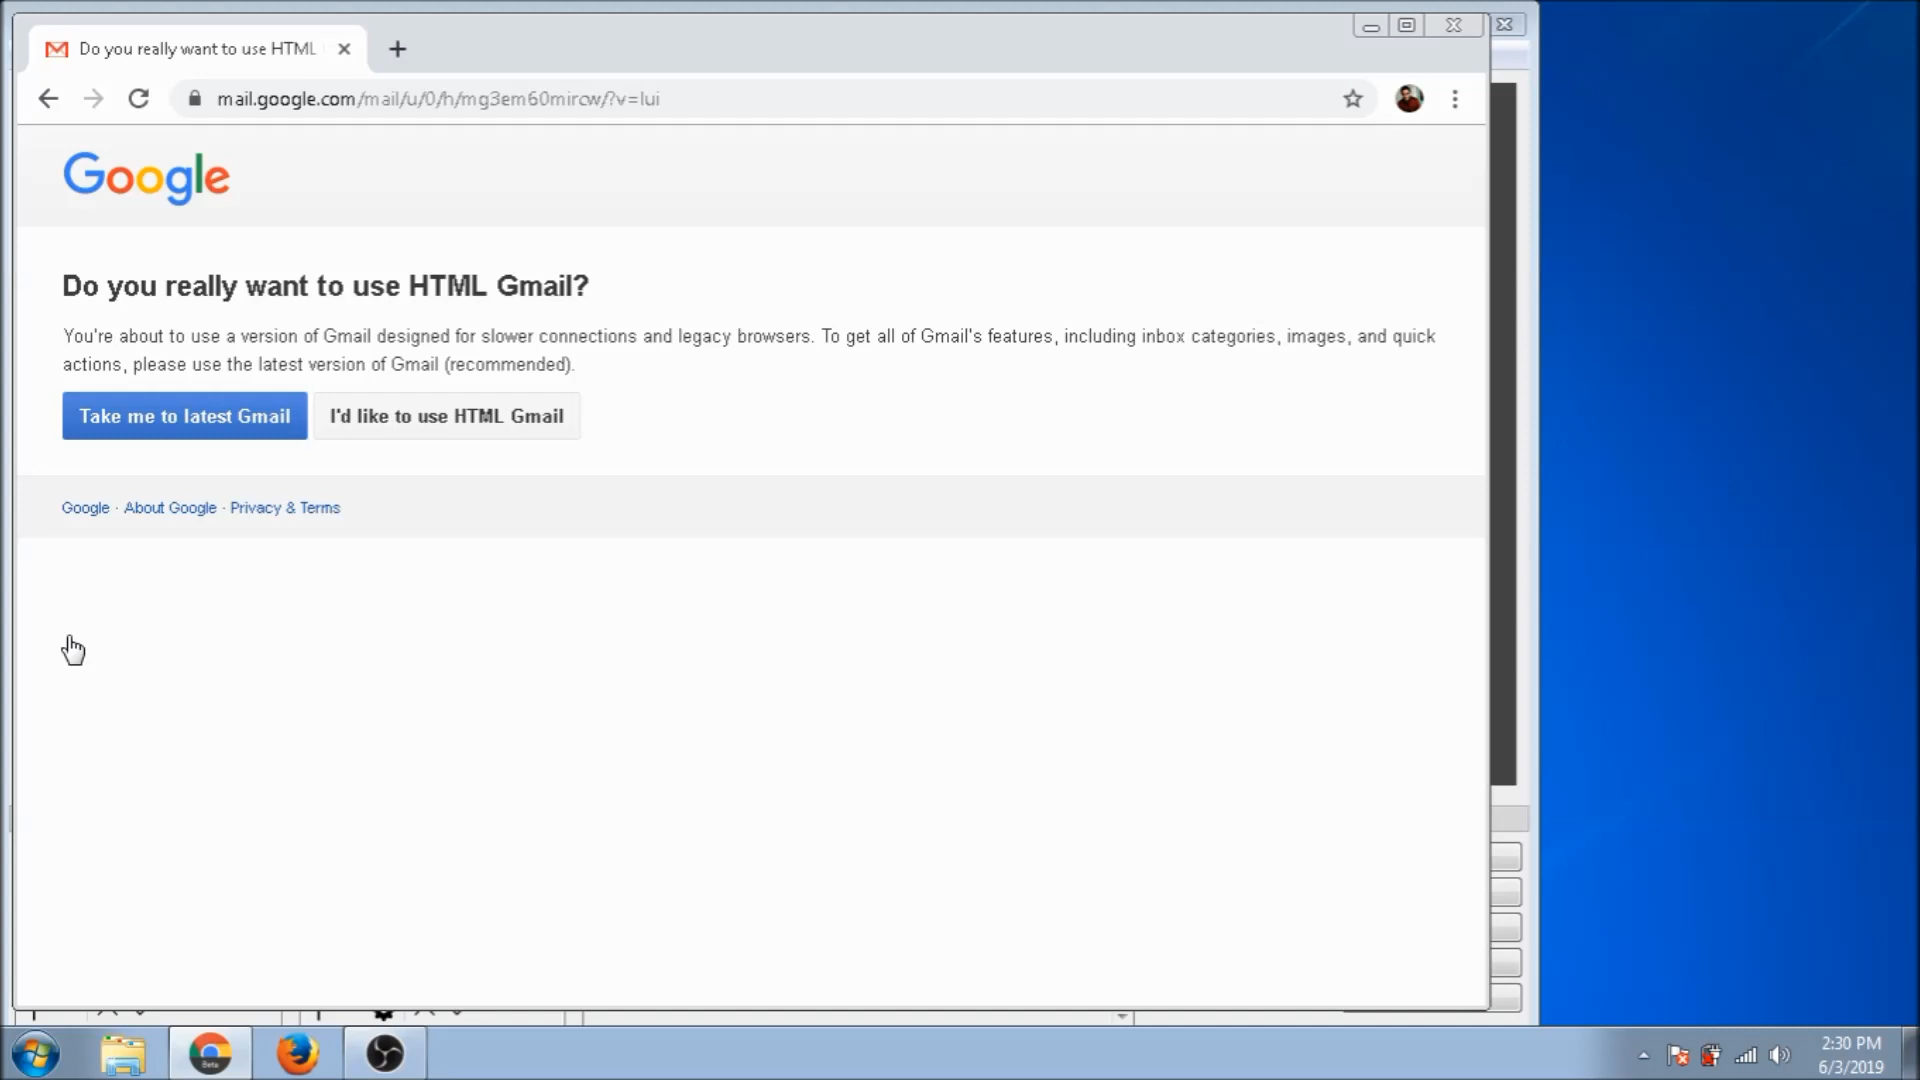 Do you really want to use HTML
mail.google.com/mail/u/0/h/mg3em60mircw/?v=lui
Google
Do you really want to use HTML Gmail?
You're about to use a version of Gmail designed for slower connections and legacy browsers. To get all of Gmail's features, including inbox categories, images, and quick
actions, please use the latest version of Gmail (recommended).
Take me to latest Gmail
I'd like to use HTML Gmail
Google · About Google · Privacy & Terms
Beta
2:30 PM
6/3/2019